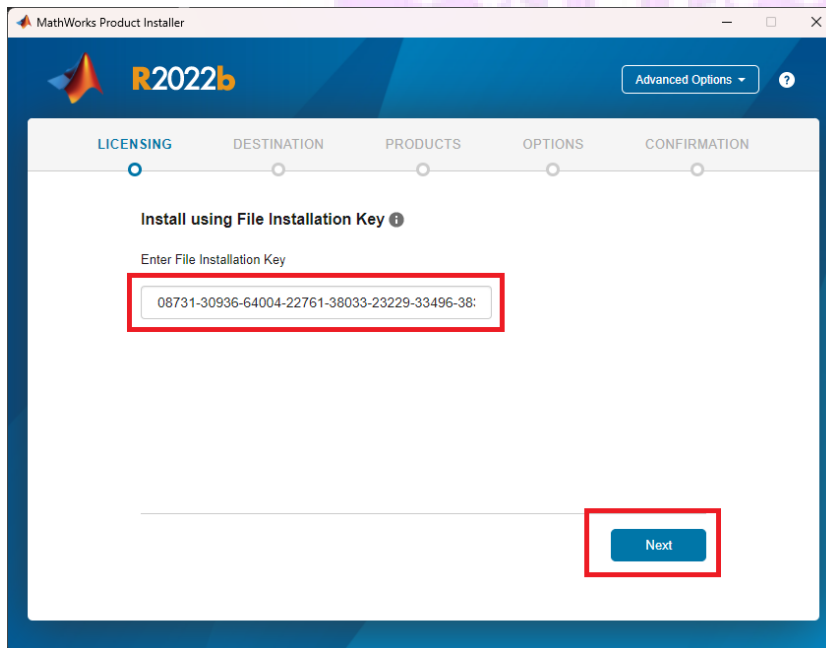 MathWorks Product Installer
R2022b
Advanced Options
LICENSING DESTINATION PRODUCTS OPTIONS CONFIRMATION
Install using File Installation Key
Enter File Installation Key
08731-30936-64004-22761-38033-23229-33496-38
Next